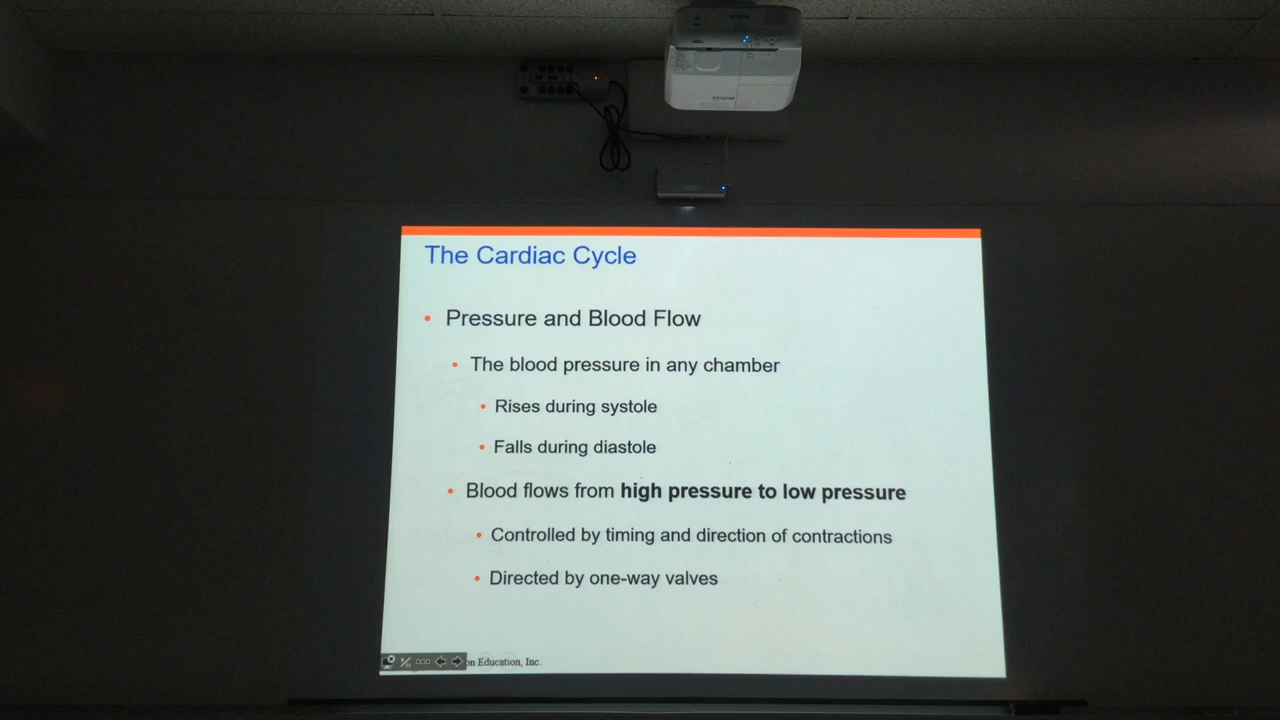 EPSON
The Cardiac Cycle
• Pressure and Blood Flow
• The blood pressure in any chamber
• Rises during systole
• Falls during diastole
• Blood flows from high pressure to low pressure
• Controlled by timing and direction of contractions
• Directed by one-way valves
Education, Inc.